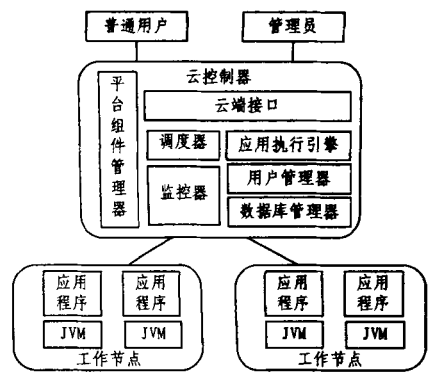 普通用户
管理员
云控制器
平台组件管理器
云端接口
调度器
应用执行引擎
监控器
用户管理器
数据库管理器
应用
程序
应用
程序
JVM
JVM
工作节点
应用
程序
应用
程序
JVM
JVM
工作节点